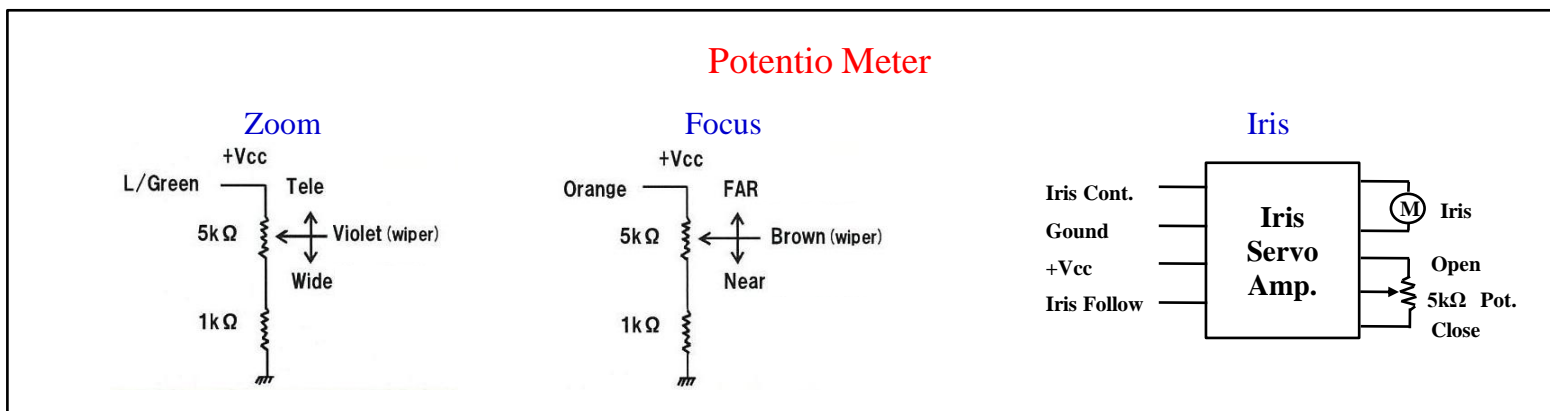 Potentio Meter
Zoom
+Vcc
L/Green
Tele
5kΩ
Violet (wiper)
Wide
1kΩ
Focus
+Vcc
Orange
FAR
5kΩ
Brown (wiper)
Near
1kΩ
Iris
Iris Cont.
Gound
+Vcc
Iris Follow
Iris
Servo
Amp.
M
Iris
Open
5kΩ Pot.
Close